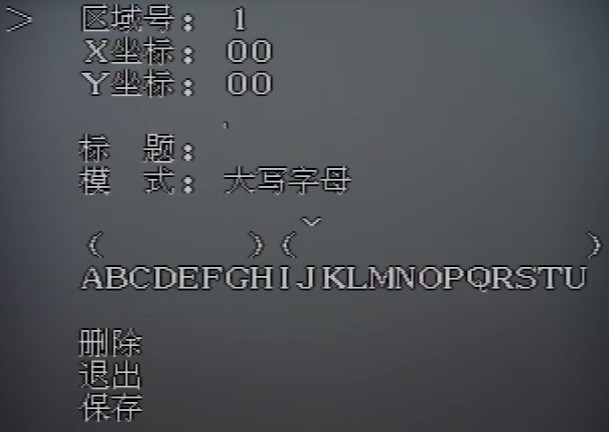 > 区域号: 1
X坐标: 00
Y坐标: 00
标 题:
模 式: 大写字母
( )( )
ABCDEFGHIJKLMNOPQRSTU
删除
退出
保存